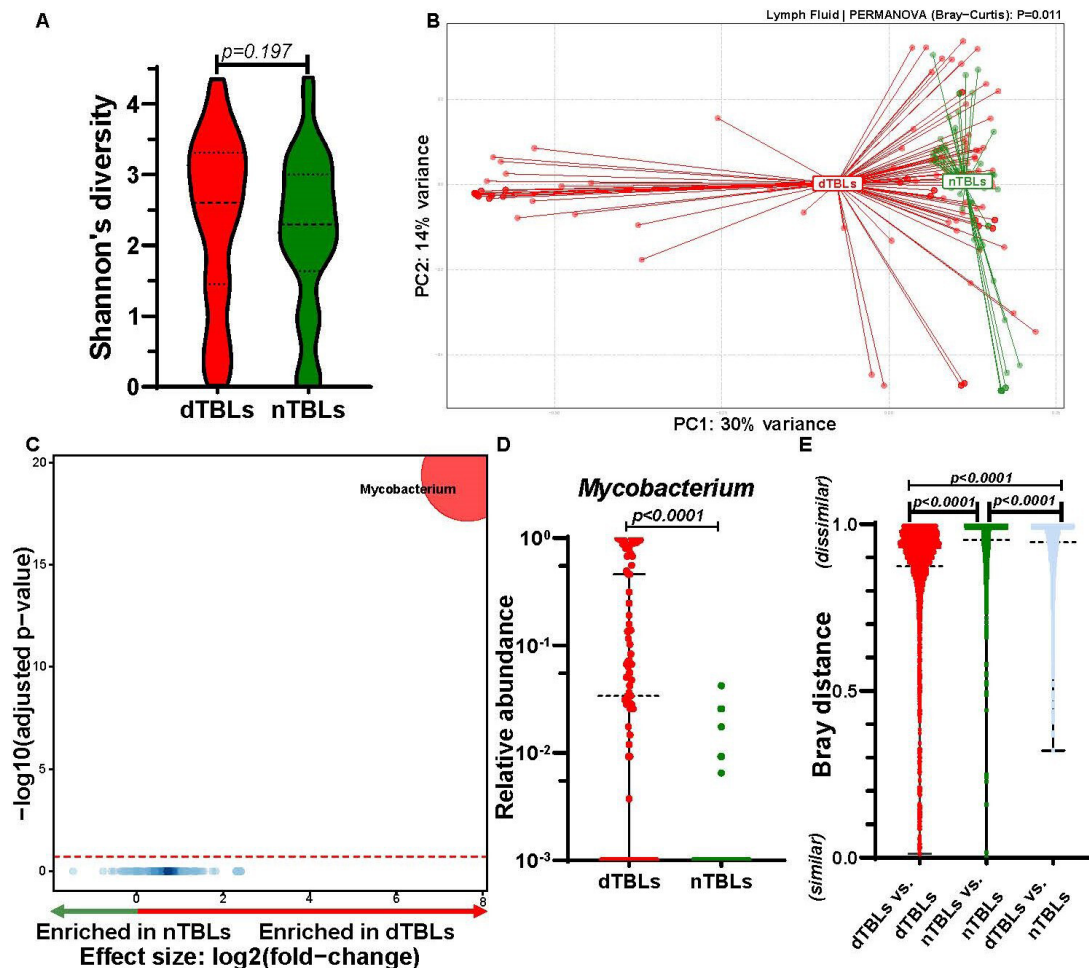 A
p=0.197
4
3
2
1
0
Shannon's diversity
dTBLs nTBLs
B
Lymph Fluid | PERMANOVA (Bray−Curtis): P=0.011
dTBLs
nTBLs
PC2: 14% variance
PC1: 30% variance
C
20
15
10
5
0
Mycobacterium
−log10(adjusted p−value)
0 2 4 6 8
Enriched in nTBLs Enriched in dTBLs
Effect size: log2(fold−change)
D
Mycobacterium
p<0.0001
10⁰
10⁻¹
10⁻²
10⁻³
Relative abundance
dTBLs nTBLs
E
p<0.0001
p<0.0001 p<0.0001
1.0
0.5
0.0
(dissimilar)
(similar)
Bray distance
dTBLs vs.
dTBLs
nTBLs vs.
nTBLs
dTBLs vs.
nTBLs